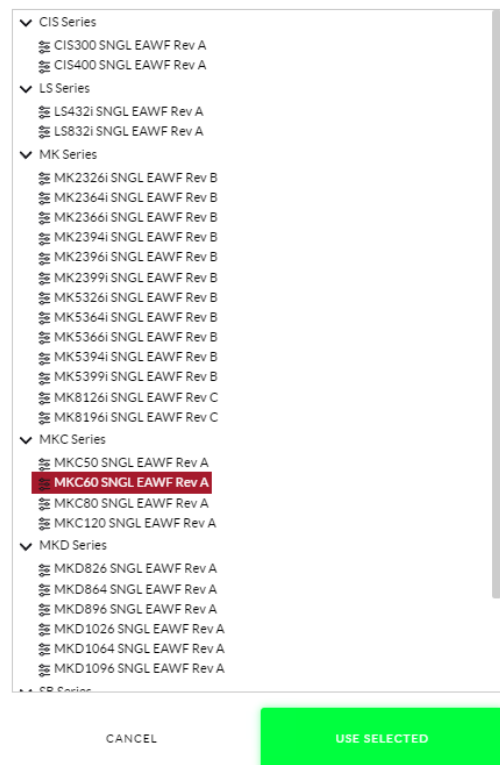 CIS Series
CIS300 SNGL EAWF Rev A
CIS400 SNGL EAWF Rev A
LS Series
LS432i SNGL EAWF Rev A
LS832i SNGL EAWF Rev A
MK Series
MK2326i SNGL EAWF Rev B
MK2364i SNGL EAWF Rev B
MK2366i SNGL EAWF Rev B
MK2394i SNGL EAWF Rev B
MK2396i SNGL EAWF Rev B
MK2399i SNGL EAWF Rev B
MK5326i SNGL EAWF Rev B
MK5364i SNGL EAWF Rev B
MK5366i SNGL EAWF Rev B
MK5394i SNGL EAWF Rev B
MK5399i SNGL EAWF Rev B
MK8126i SNGL EAWF Rev C
MK8196i SNGL EAWF Rev C
MKC Series
MKC50 SNGL EAWF Rev A
MKC60 SNGL EAWF Rev A
MKC80 SNGL EAWF Rev A
MKC120 SNGL EAWF Rev A
MKD Series
MKD826 SNGL EAWF Rev A
MKD864 SNGL EAWF Rev A
MKD896 SNGL EAWF Rev A
MKD1026 SNGL EAWF Rev A
MKD1064 SNGL EAWF Rev A
MKD1096 SNGL EAWF Rev A
Series
CANCEL
USE SELECTED